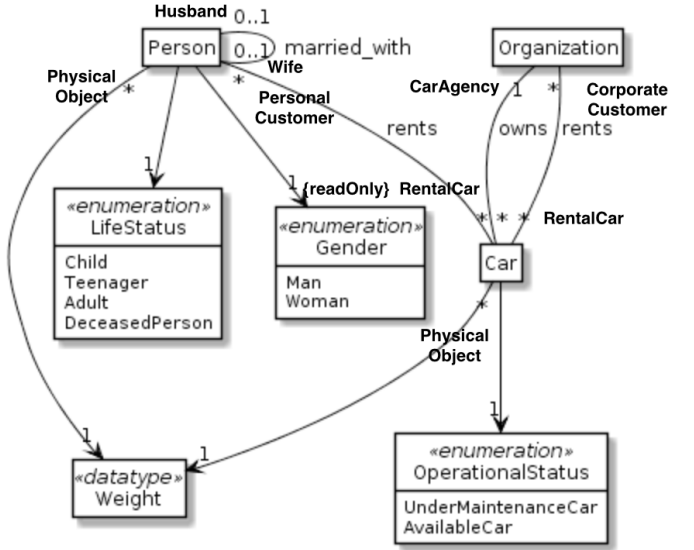 Husband
0..1
Person
0..1
married_with
Wife
Organization
Physical
Object
*
*
Personal
Customer
CarAgency
1
*
Corporate
Customer
rents
owns
rents
1
1
{readOnly}
RentalCar
«enumeration»
LifeStatus
Child
Teenager
Adult
DeceasedPerson
«enumeration»
Gender
Man
Woman
*
*
*
RentalCar
Car
*
Physical
Object
1
1
1
«datatype»
Weight
«enumeration»
OperationalStatus
UnderMaintenanceCar
AvailableCar